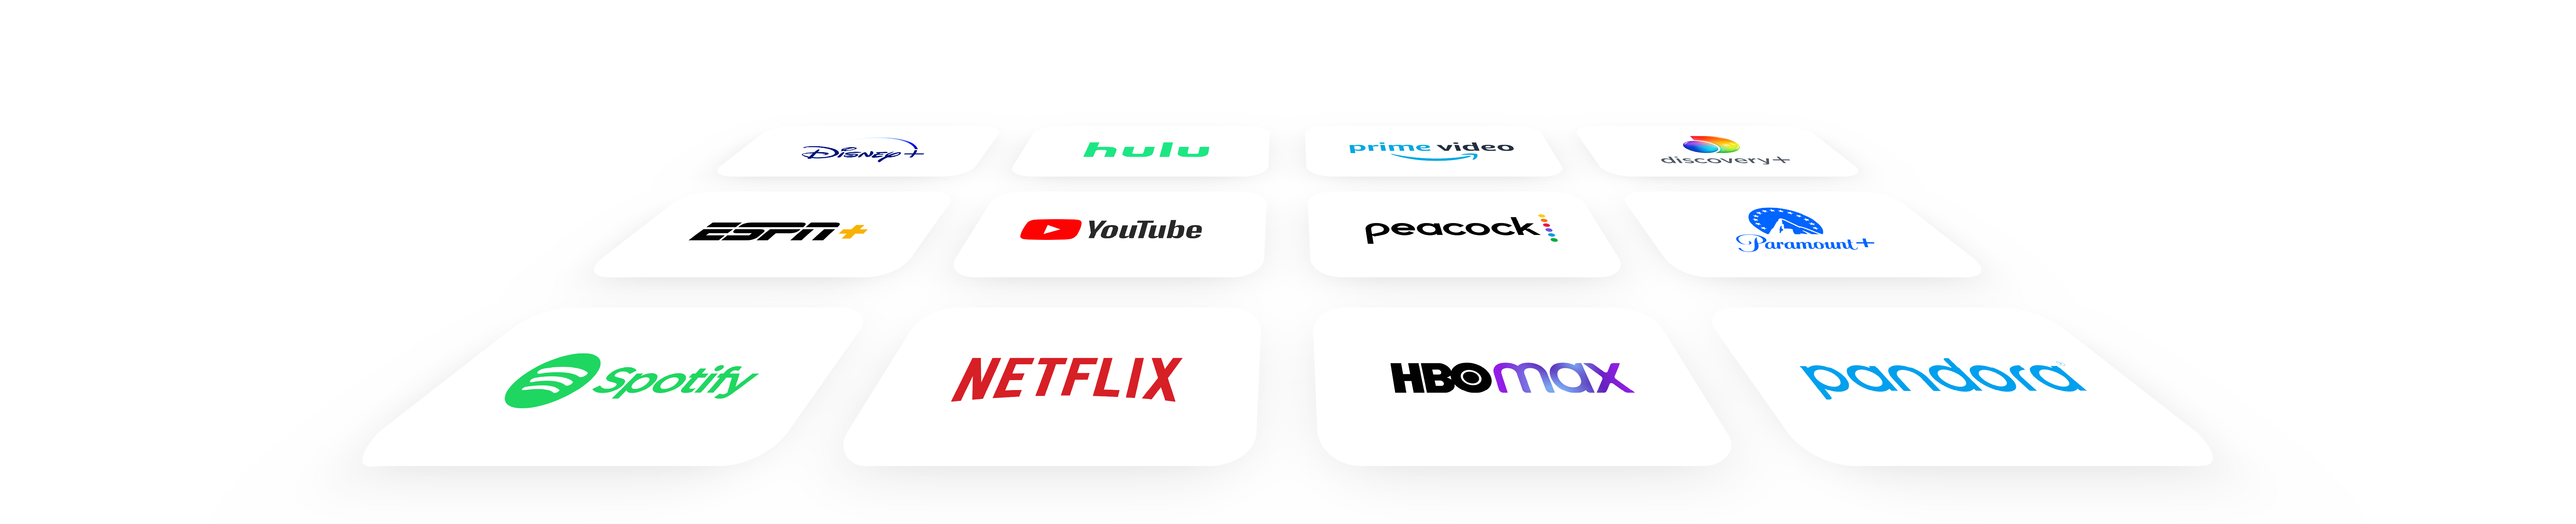 Disney+
hulu
prime video
discovery+
ESPN+
YouTube
peacock
Paramount+
Spotify
NETFLIX
HBOmax
pandora